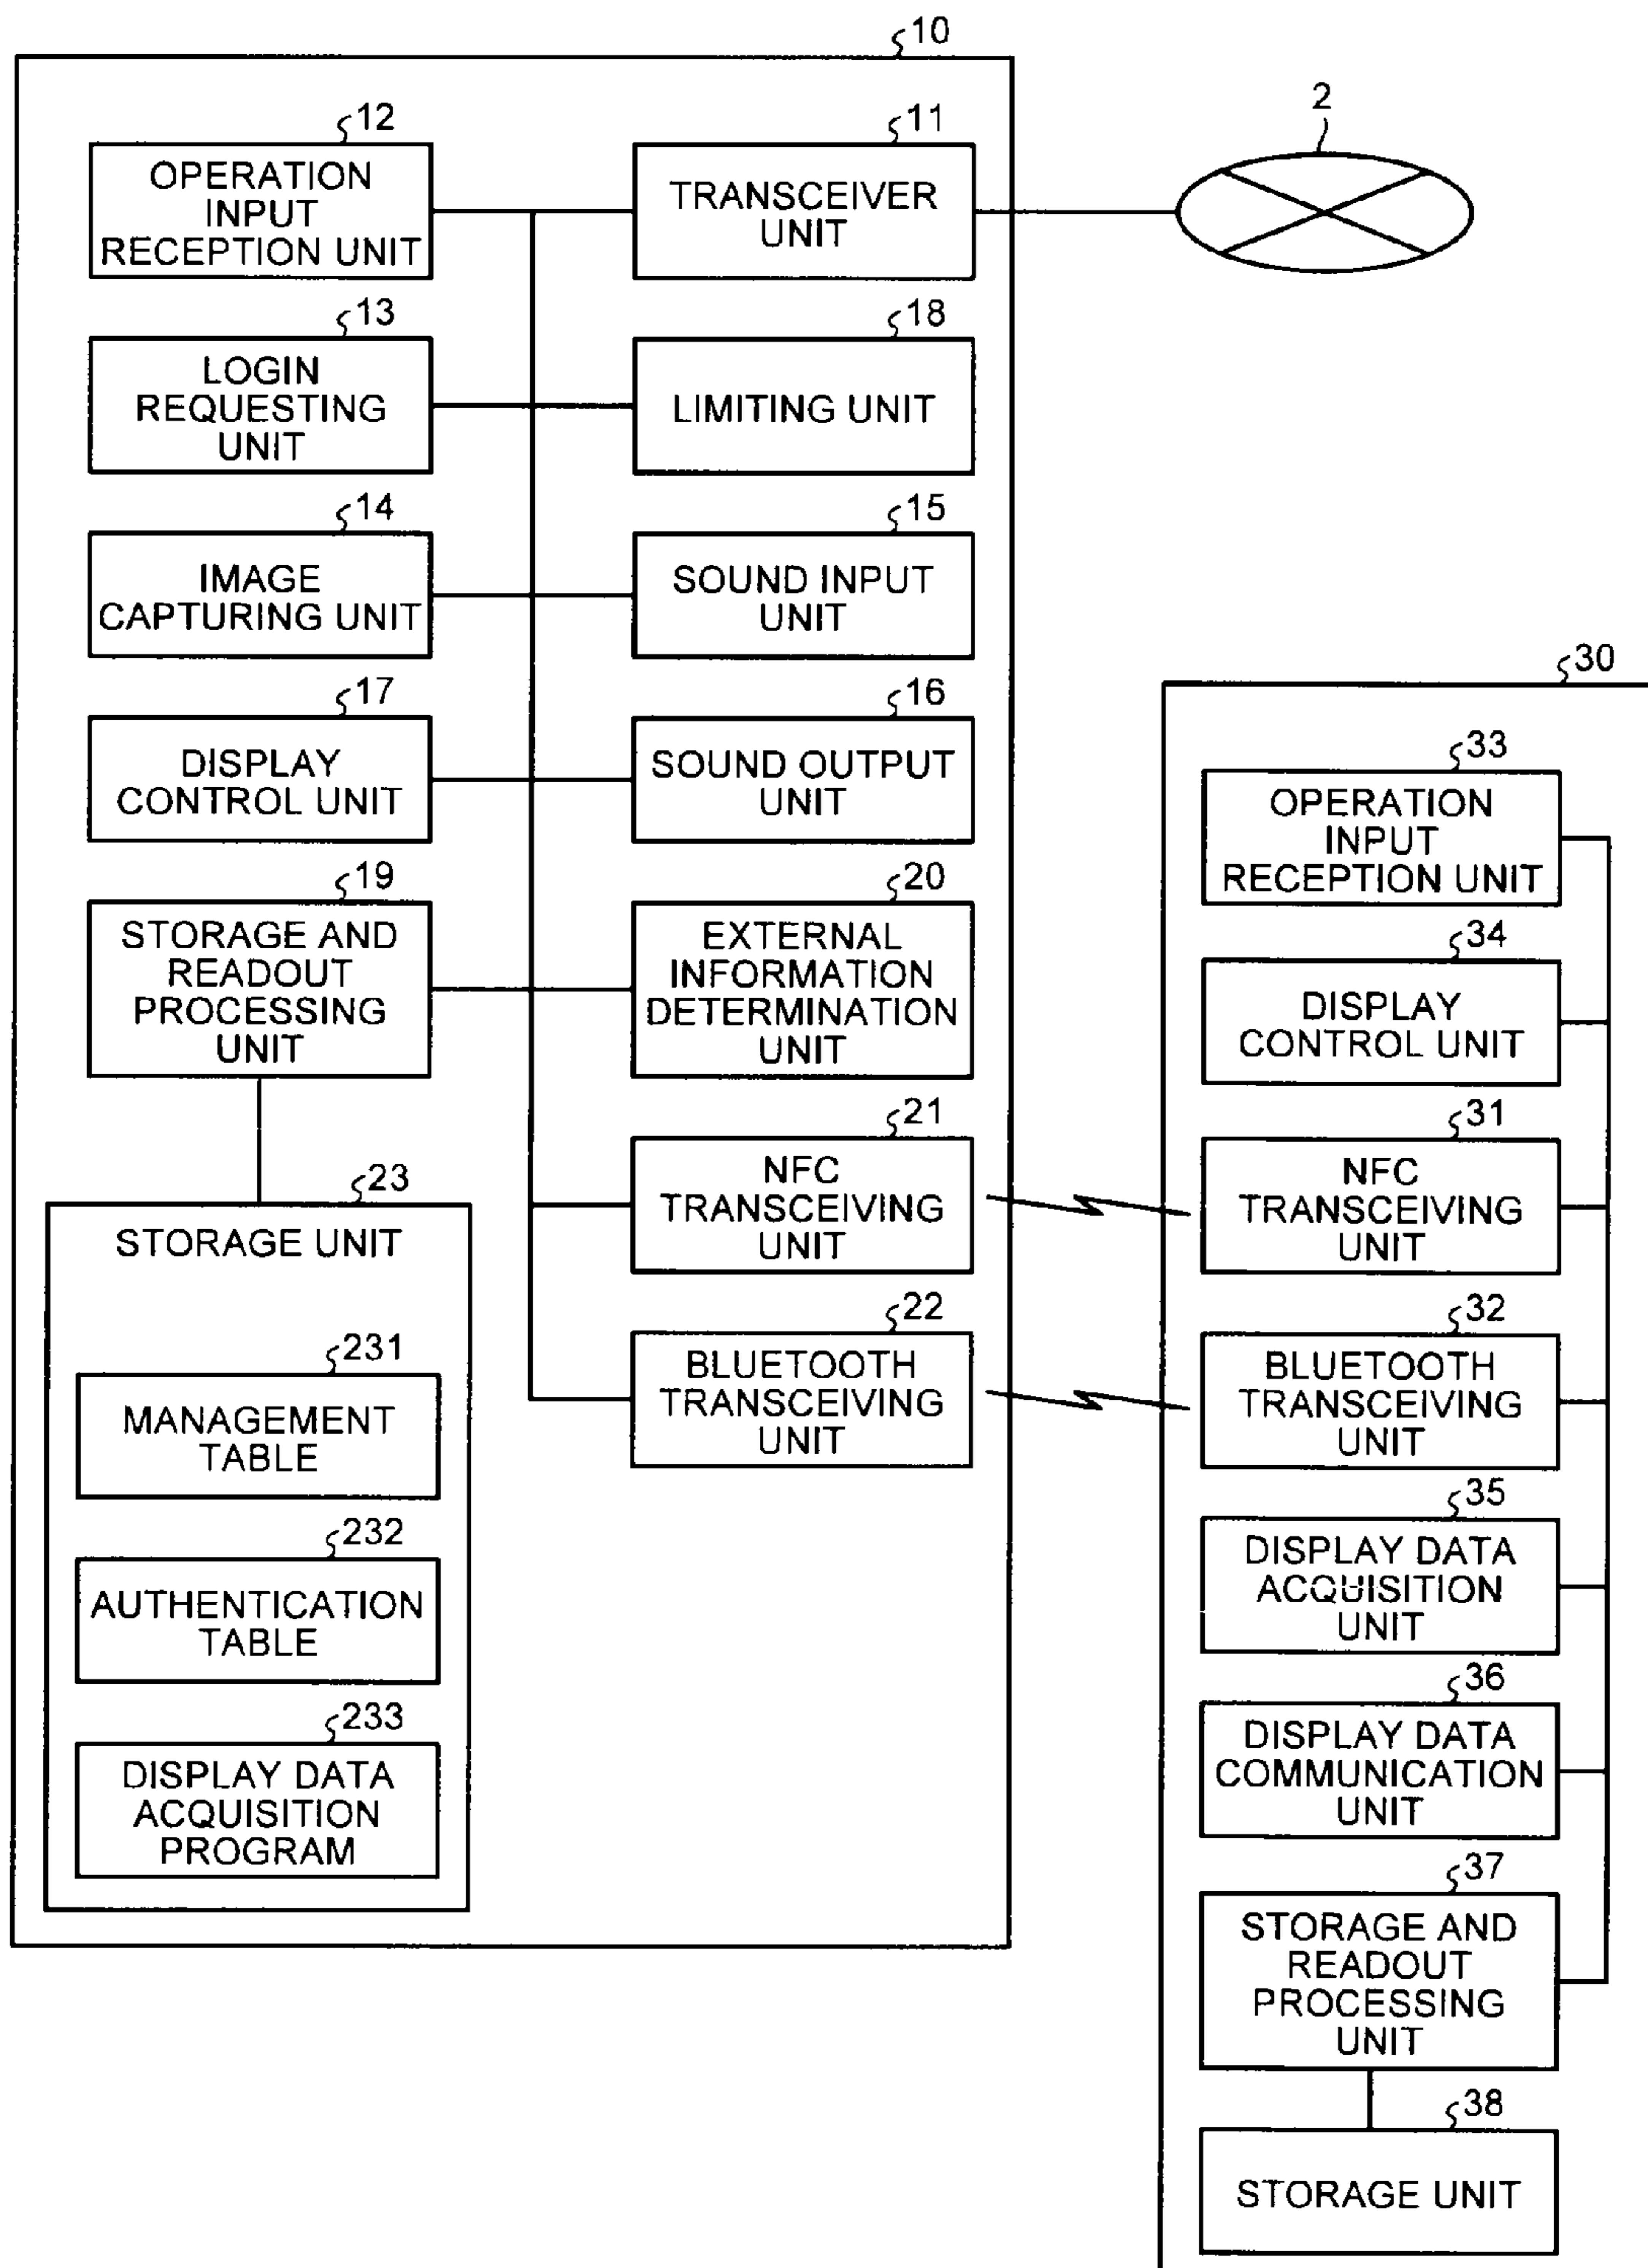 10
12
OPERATION
INPUT
RECEPTION UNIT
11
TRANSCEIVER
UNIT
2
13
LOGIN
REQUESTING
UNIT
18
LIMITING UNIT
14
IMAGE
CAPTURING UNIT
15
SOUND INPUT
UNIT
17
DISPLAY
CONTROL UNIT
16
SOUND OUTPUT
UNIT
19
STORAGE AND
READOUT
PROCESSING
UNIT
20
EXTERNAL
INFORMATION
DETERMINATION
UNIT
21
NFC
TRANSCEIVING
UNIT
22
BLUETOOTH
TRANSCEIVING
UNIT
23
STORAGE UNIT
231
MANAGEMENT
TABLE
232
AUTHENTICATION
TABLE
233
DISPLAY DATA
ACQUISITION
PROGRAM
30
33
OPERATION
INPUT
RECEPTION UNIT
34
DISPLAY
CONTROL UNIT
31
NFC
TRANSCEIVING
UNIT
32
BLUETOOTH
TRANSCEIVING
UNIT
35
DISPLAY DATA
ACQUISITION
UNIT
36
DISPLAY DATA
COMMUNICATION
UNIT
37
STORAGE AND
READOUT
PROCESSING
UNIT
38
STORAGE UNIT